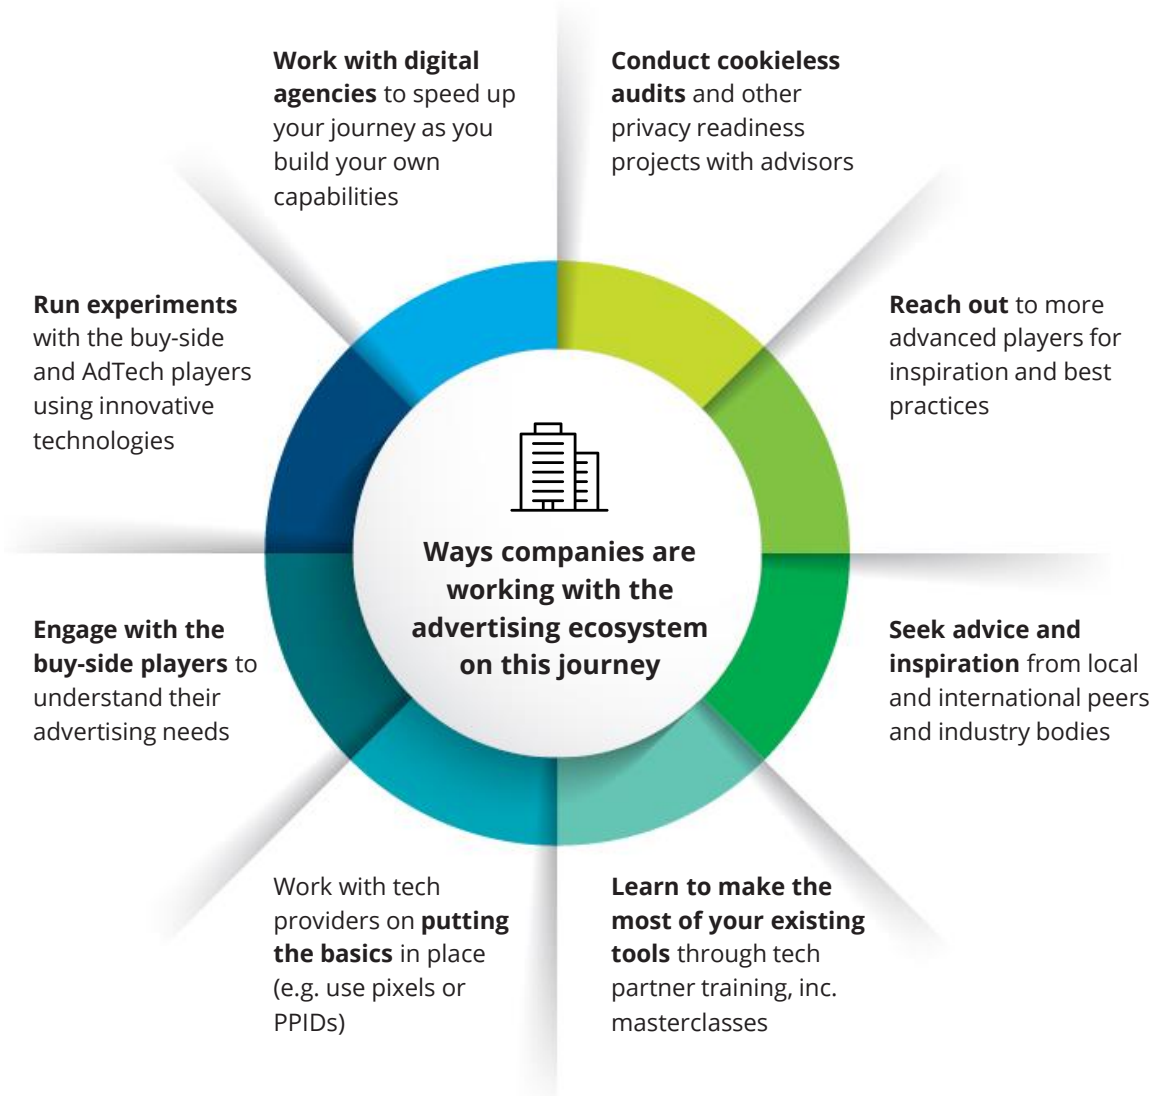 Work with digital
agencies to speed up
your journey as you
build your own
capabilities
Conduct cookieless
audits and other
privacy readiness
projects with advisors
Run experiments
with the buy-side
and AdTech players
using innovative
technologies
Reach out to more
advanced players for
inspiration and best
practices
Ways companies are
working with the
advertising ecosystem
on this journey
Engage with the
buy-side players to
understand their
advertising needs
Seek advice and
inspiration from local
and international peers
and industry bodies
Work with tech
providers on putting
the basics in place
(e.g. use pixels or
PPIDs)
Learn to make the
most of your existing
tools through tech
partner training, inc.
masterclasses